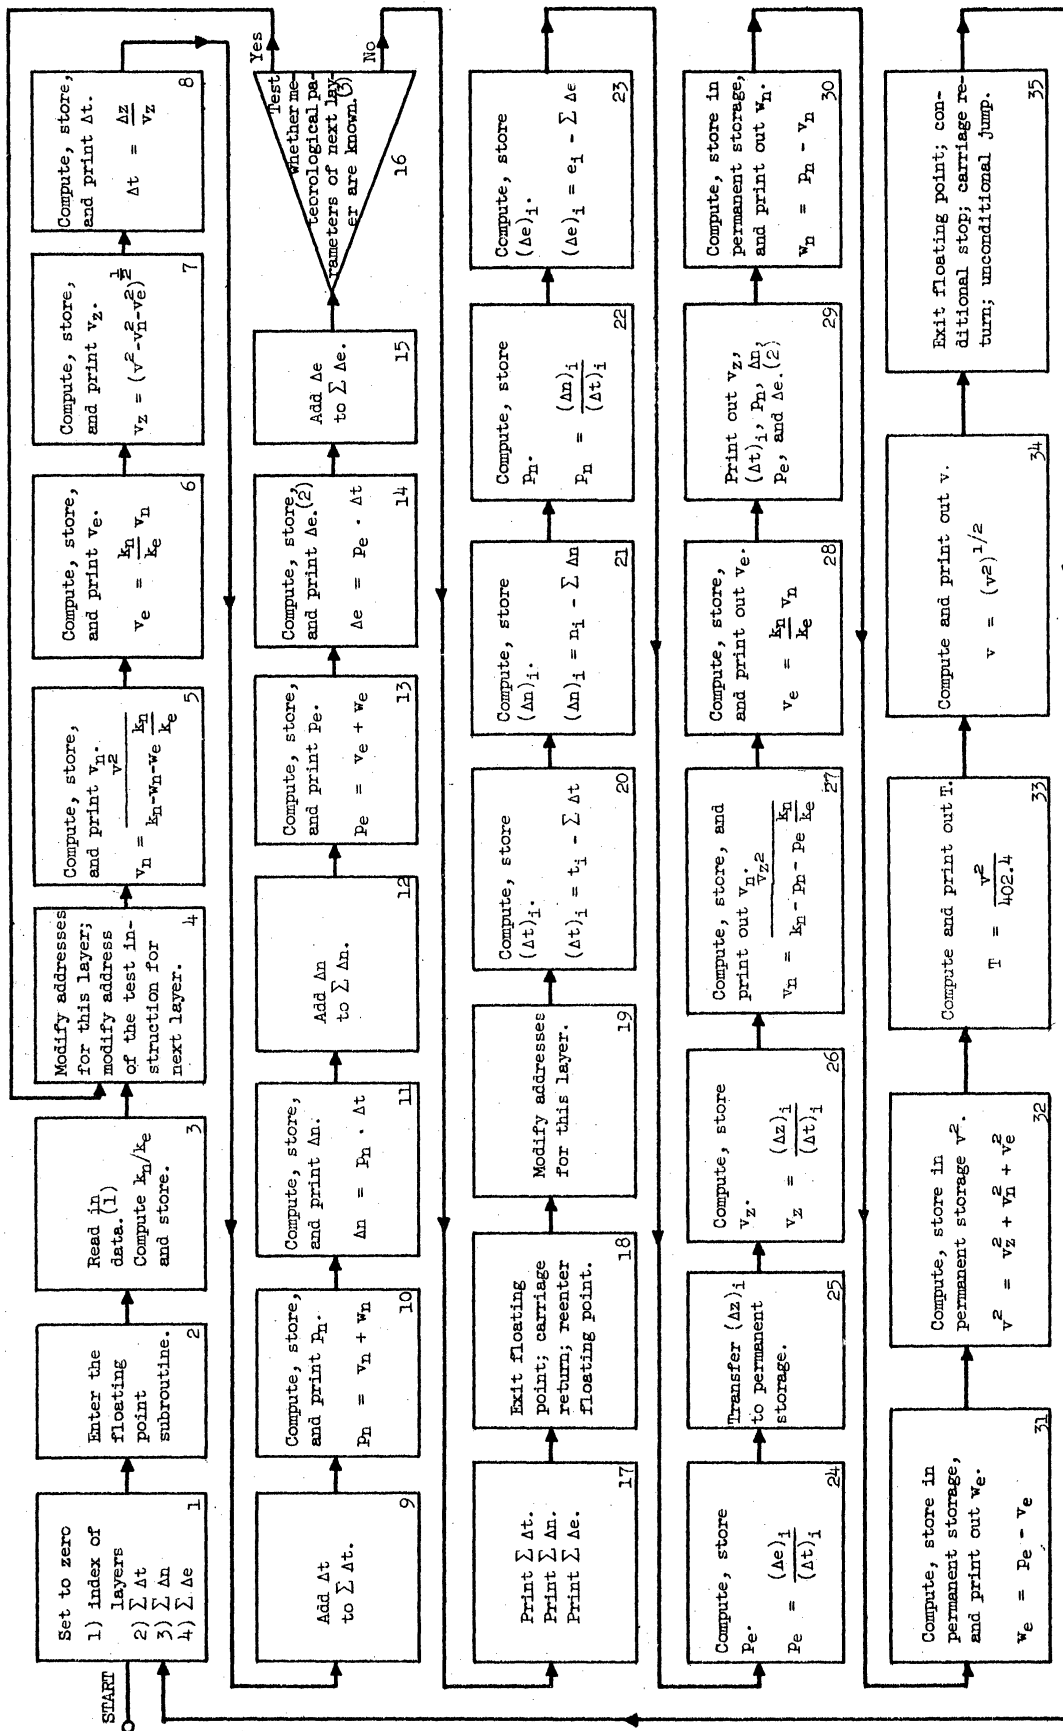 START
Set to zero
1) index of
layers
2) ∑ Δt
3) ∑ Δn
4) ∑ Δe
1
Enter the
floating
point
subroutine.
2
Read in
data.(1)
Compute kn/ke
and store.
3
Modify addresses
for this layer;
modify address
of the test in-
struction for
next layer.
4
Compute, store,
and print vn.
vn = v²/(kn-wn-we kn/ke)
5
Compute, store,
and print ve.
ve = kn/ke vn
6
Compute, store,
and print vz.
vz = (v²-vn²-ve²)½
7
Compute, store,
and print Δt.
Δt = Δz/vz
8
Add Δt
to ∑ Δt.
9
Compute, store,
and print Pn.
Pn = vn + wn
10
Compute, store,
and print Δn.
Δn = Pn · Δt
11
Add Δn
to ∑ Δn.
12
Compute, store,
and print Pe.
Pe = ve + we
13
Compute, store,
and print Δe.(2)
Δe = Pe · Δt
14
Add Δe
to ∑ Δe.
15
Test
whether me-
teorological pa-
rameters of next lay-
er are known.(3)
16
Yes
No
Print ∑ Δt.
Print ∑ Δn.
Print ∑ Δe.
17
Exit floating
point; carriage
return; reenter
floating point.
18
Modify addresses
for this layer.
19
Compute, store
(Δt)i.
(Δt)i = ti - ∑ Δt
20
Compute, store
(Δn)i.
(Δn)i = ni - ∑ Δn
21
Compute, store
Pn.
Pn = (Δn)i/(Δt)i
22
Compute, store
(Δe)i.
(Δe)i = ei - ∑ Δe
23
Compute, store
Pe.
Pe = (Δe)i/(Δt)i
24
Transfer (Δz)i
to permanent
storage.
25
Compute, store
vz.
vz = (Δz)i/(Δt)i
26
Compute, store, and
print out vn.
vn = vz²/(kn - Pn - Pe kn/ke)
27
Compute, store,
and print out ve.
ve = kn/ke vn
28
Print out vz,
(Δt)i, Pn, Δn
Pe, and Δe.(2)
29
Compute, store in
permanent storage,
and print out wn.
wn = Pn - vn
30
Compute, store in
permanent storage,
and print out we.
we = Pe - ve
31
Compute, store in
permanent storage v².
v² = vz² + vn² + ve²
32
Compute and print out T.
T = v²/402.4
33
Compute and print out v.
v = (v²)1/2
34
Exit floating point; con-
ditional stop; carriage re-
turn; unconditional jump.
35